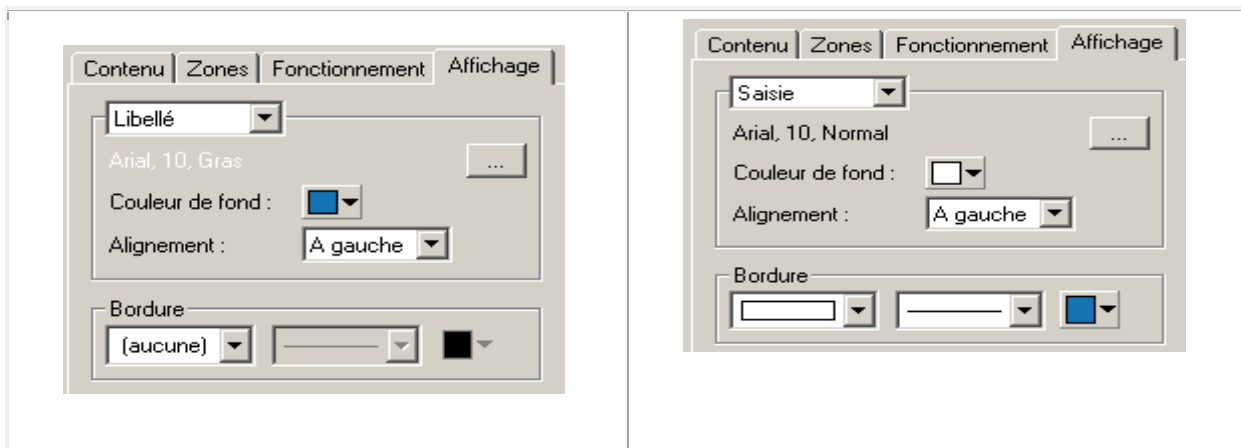 Contenu Zones Fonctionnement Affichage
Libellé
Arial, 10, Gras ...
Couleur de fond :
Alignement : A gauche
Bordure
(aucune)
Contenu Zones Fonctionnement Affichage
Saisie
Arial, 10, Normal ...
Couleur de fond :
Alignement : A gauche
Bordure